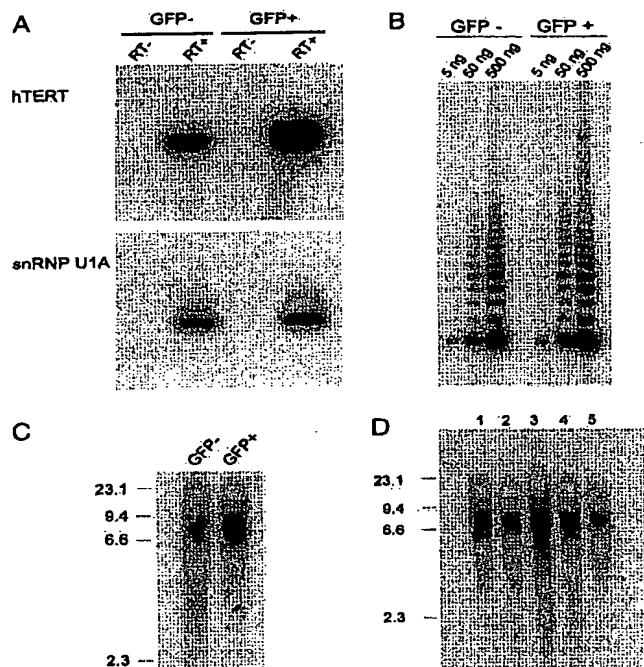 A
GFP- GFP+
RT- RT+ RT- RT+
hTERT
snRNP U1A
B
GFP - GFP +
5 ng 50 ng 500 ng 5 ng 50 ng 500 ng
C
GFP- GFP+
23.1
9.4
6.6
2.3
D
1 2 3 4 5
23.1
9.4
6.6
2.3